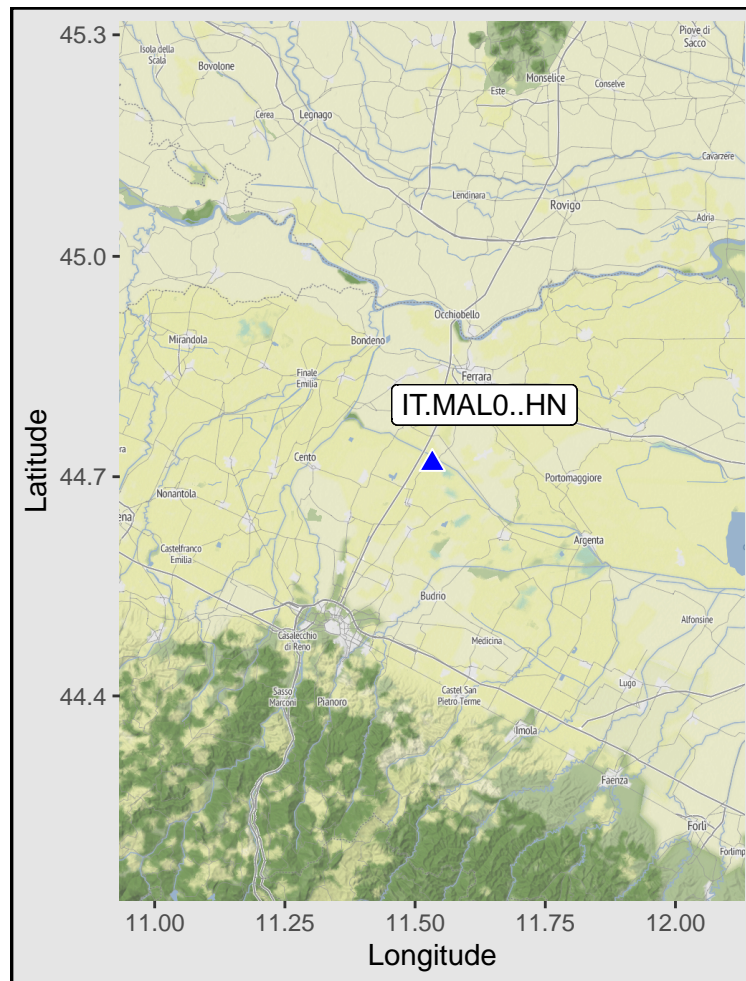 45.3
45.0
44.7
44.4
Latitude
11.00
11.25
11.50
11.75
12.00
Longitude
IT.MAL0..HN
Isola della
Scala
Bovolone
Piove di
Sacco
Monselice
Conselve
Este
Cerea
Legnago
Cavarzere
Lendinara
Rovigo
Adria
Occhiobello
Mirandola
Bondeno
Finale
Emilia
Ferrara
Cento
Portomaggiore
Nonantola
Argenta
Castelfranco
Emilia
Budrio
Alfonsine
Casalecchio
di Reno
Medicina
Sasso
Marconi
Pianoro
Castel San
Pietro Terme
Lugo
Imola
Faenza
Forlì
Forlimp